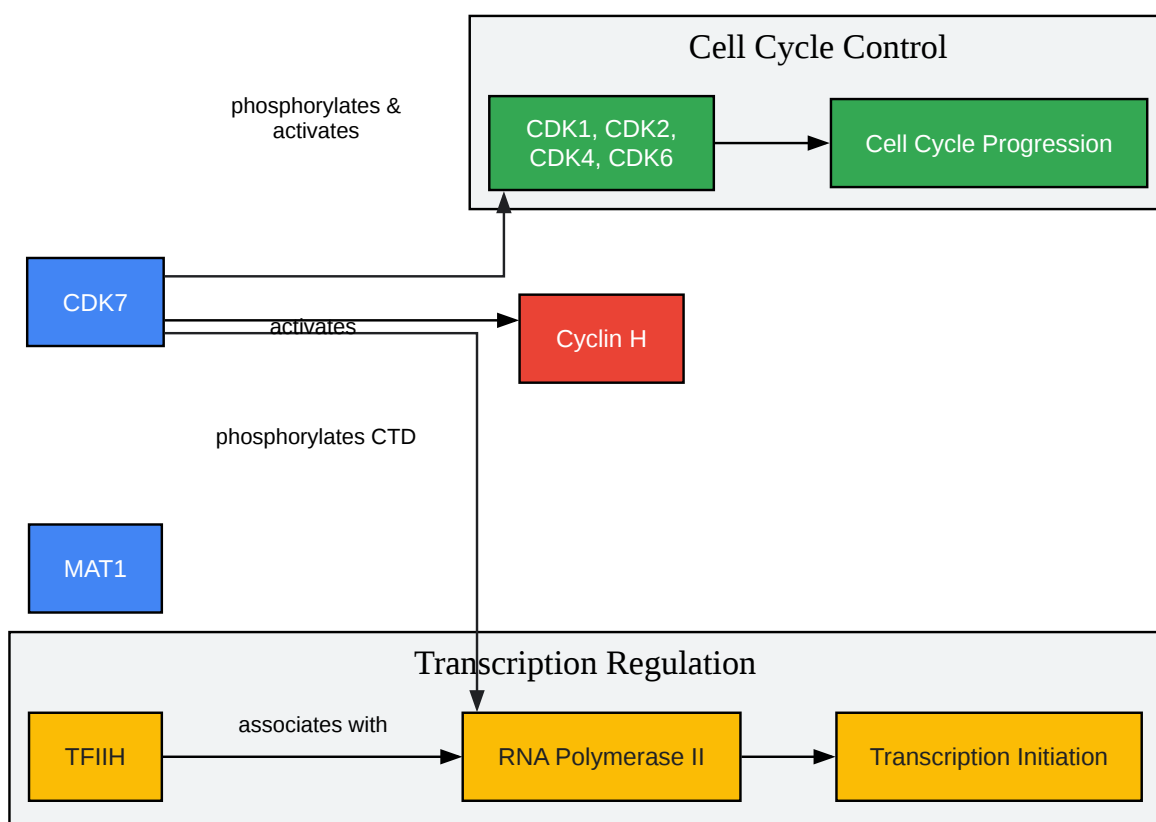 Cell Cycle Control
phosphorylates &
activates
CDK1, CDK2,
CDK4, CDK6
Cell Cycle Progression
CDK7
activates
Cyclin H
phosphorylates CTD
MAT1
Transcription Regulation
TFIIH
associates with
RNA Polymerase II
Transcription Initiation